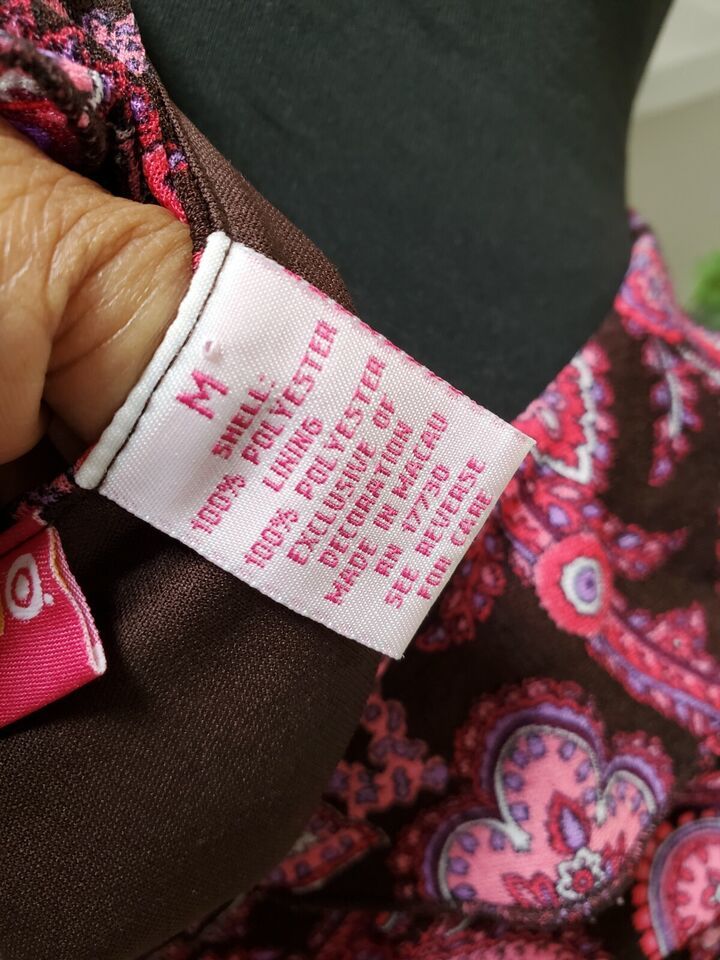 M
SHELL:
100% POLYESTER
LINING
100% POLYESTER
EXCLUSIVE OF
DECORATION
MADE IN MACAU
RN 17730
SEE REVERSE
FOR CARE
O